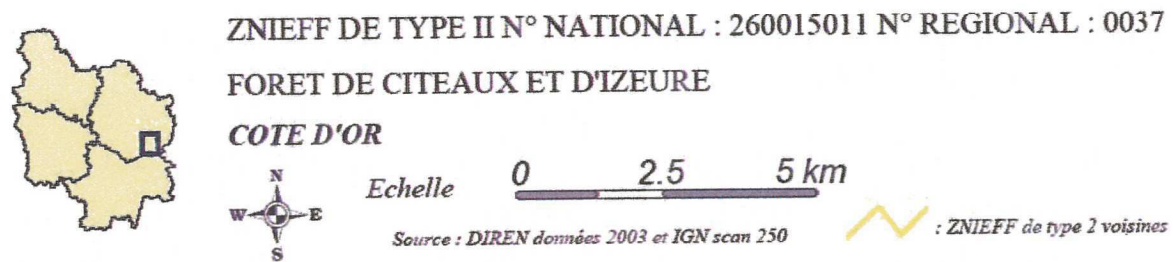 ZNIEFF DE TYPE II N° NATIONAL : 260015011 N° REGIONAL : 0037
FORET DE CITEAUX ET D'IZEURE
COTE D'OR
N
W E
S
Echelle 0 2.5 5 km
Source : DIREN données 2003 et IGN scan 250
: ZNIEFF de type 2 voisines